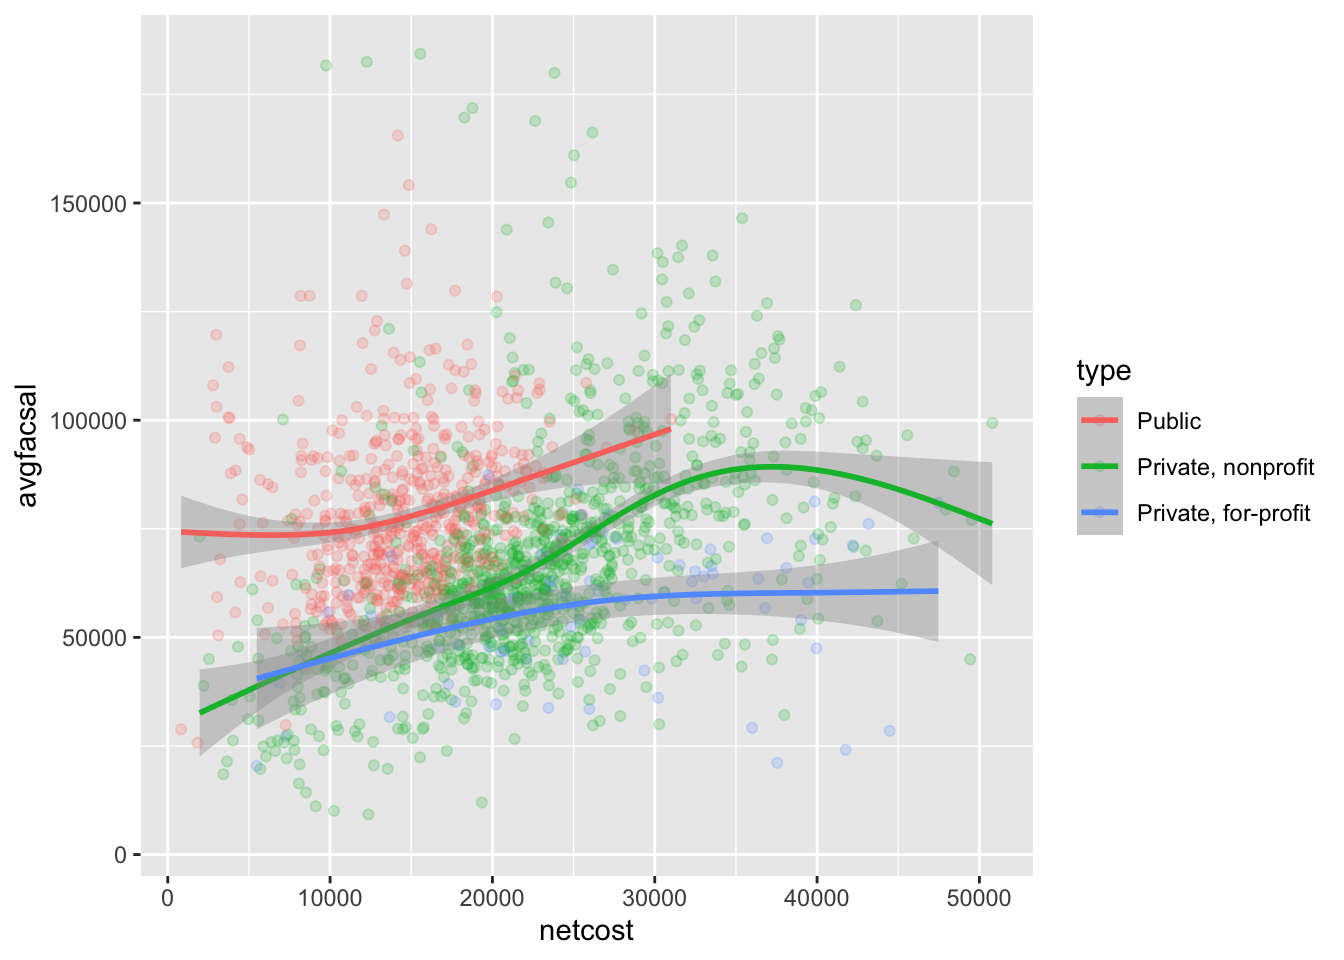 avgfacsal
150000
100000
50000
0
0 10000 20000 30000 40000 50000
netcost
type
Public
Private, nonprofit
Private, for-profit